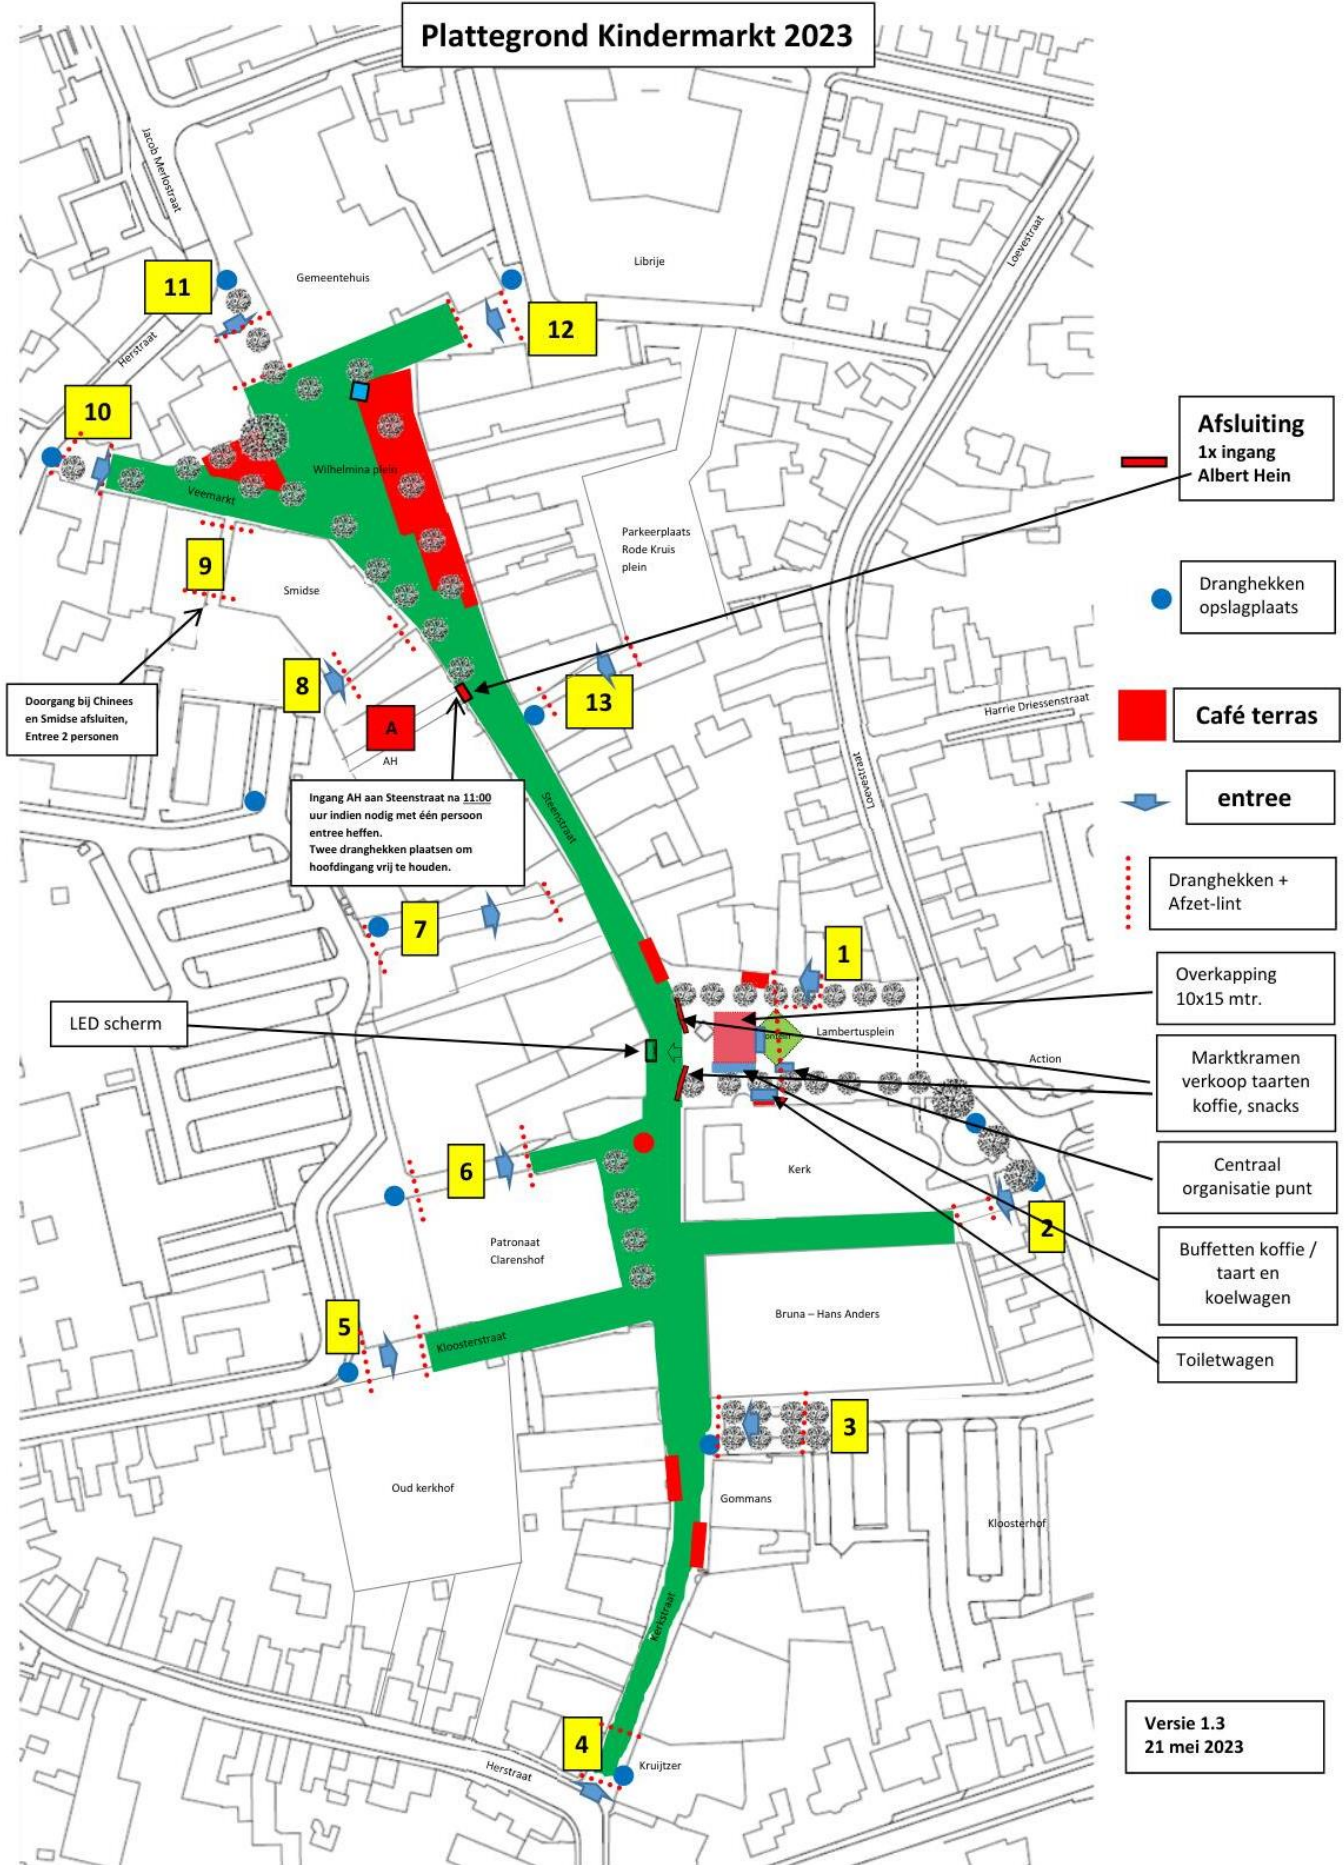 Plattegrond Kindermarkt 2023
Jacob Merlostraat
Loevestraat
Librije
Gemeentehuis
11
12
Herstraat
10
Afsluiting
1x ingang
Albert Hein
Wilhelmina plein
Veemarkt
Parkeerplaats
Rode Kruis
plein
9
Smidse
Dranghekken
opslagplaats
8
13
Doorgang bij Chinees
en Smidse afsluiten,
Entree 2 personen
A
AH
Harrie Driessenstraat
Café terras
Loevestraat
entree
Ingang AH aan Steenstraat na 11:00
uur indien nodig met één persoon
entree heffen.
Twee dranghekken plaatsen om
hoofdingang vrij te houden.
Steenstraat
Dranghekken +
Afzet-lint
7
1
Overkapping
10x15 mtr.
LED scherm
Lambertusplein
Action
Marktkramen
verkoop taarten
koffie, snacks
6
Kerk
Centraal
organisatie punt
2
Patronaat
Clarenshof
Buffetten koffie /
taart en
koelwagen
5
Kloosterstraat
Bruna – Hans Anders
Toiletwagen
3
Oud kerkhof
Gommans
Kloosterhof
Kerkstraat
4
Kruijtzer
Herstraat
Versie 1.3
21 mei 2023